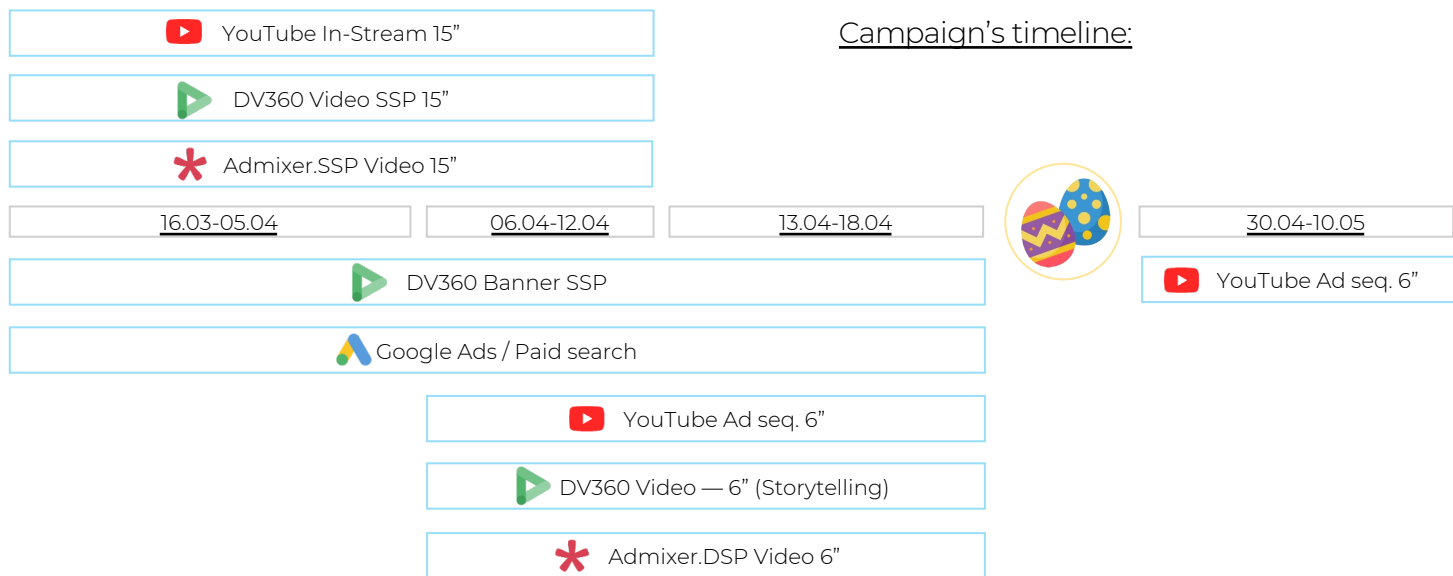 YouTube In-Stream 15”
Campaign’s timeline:
DV360 Video SSP 15”
Admixer.SSP Video 15”
16.03-05.04
06.04-12.04
13.04-18.04
30.04-10.05
DV360 Banner SSP
YouTube Ad seq. 6”
Google Ads / Paid search
YouTube Ad seq. 6”
DV360 Video — 6” (Storytelling)
Admixer.DSP Video 6”